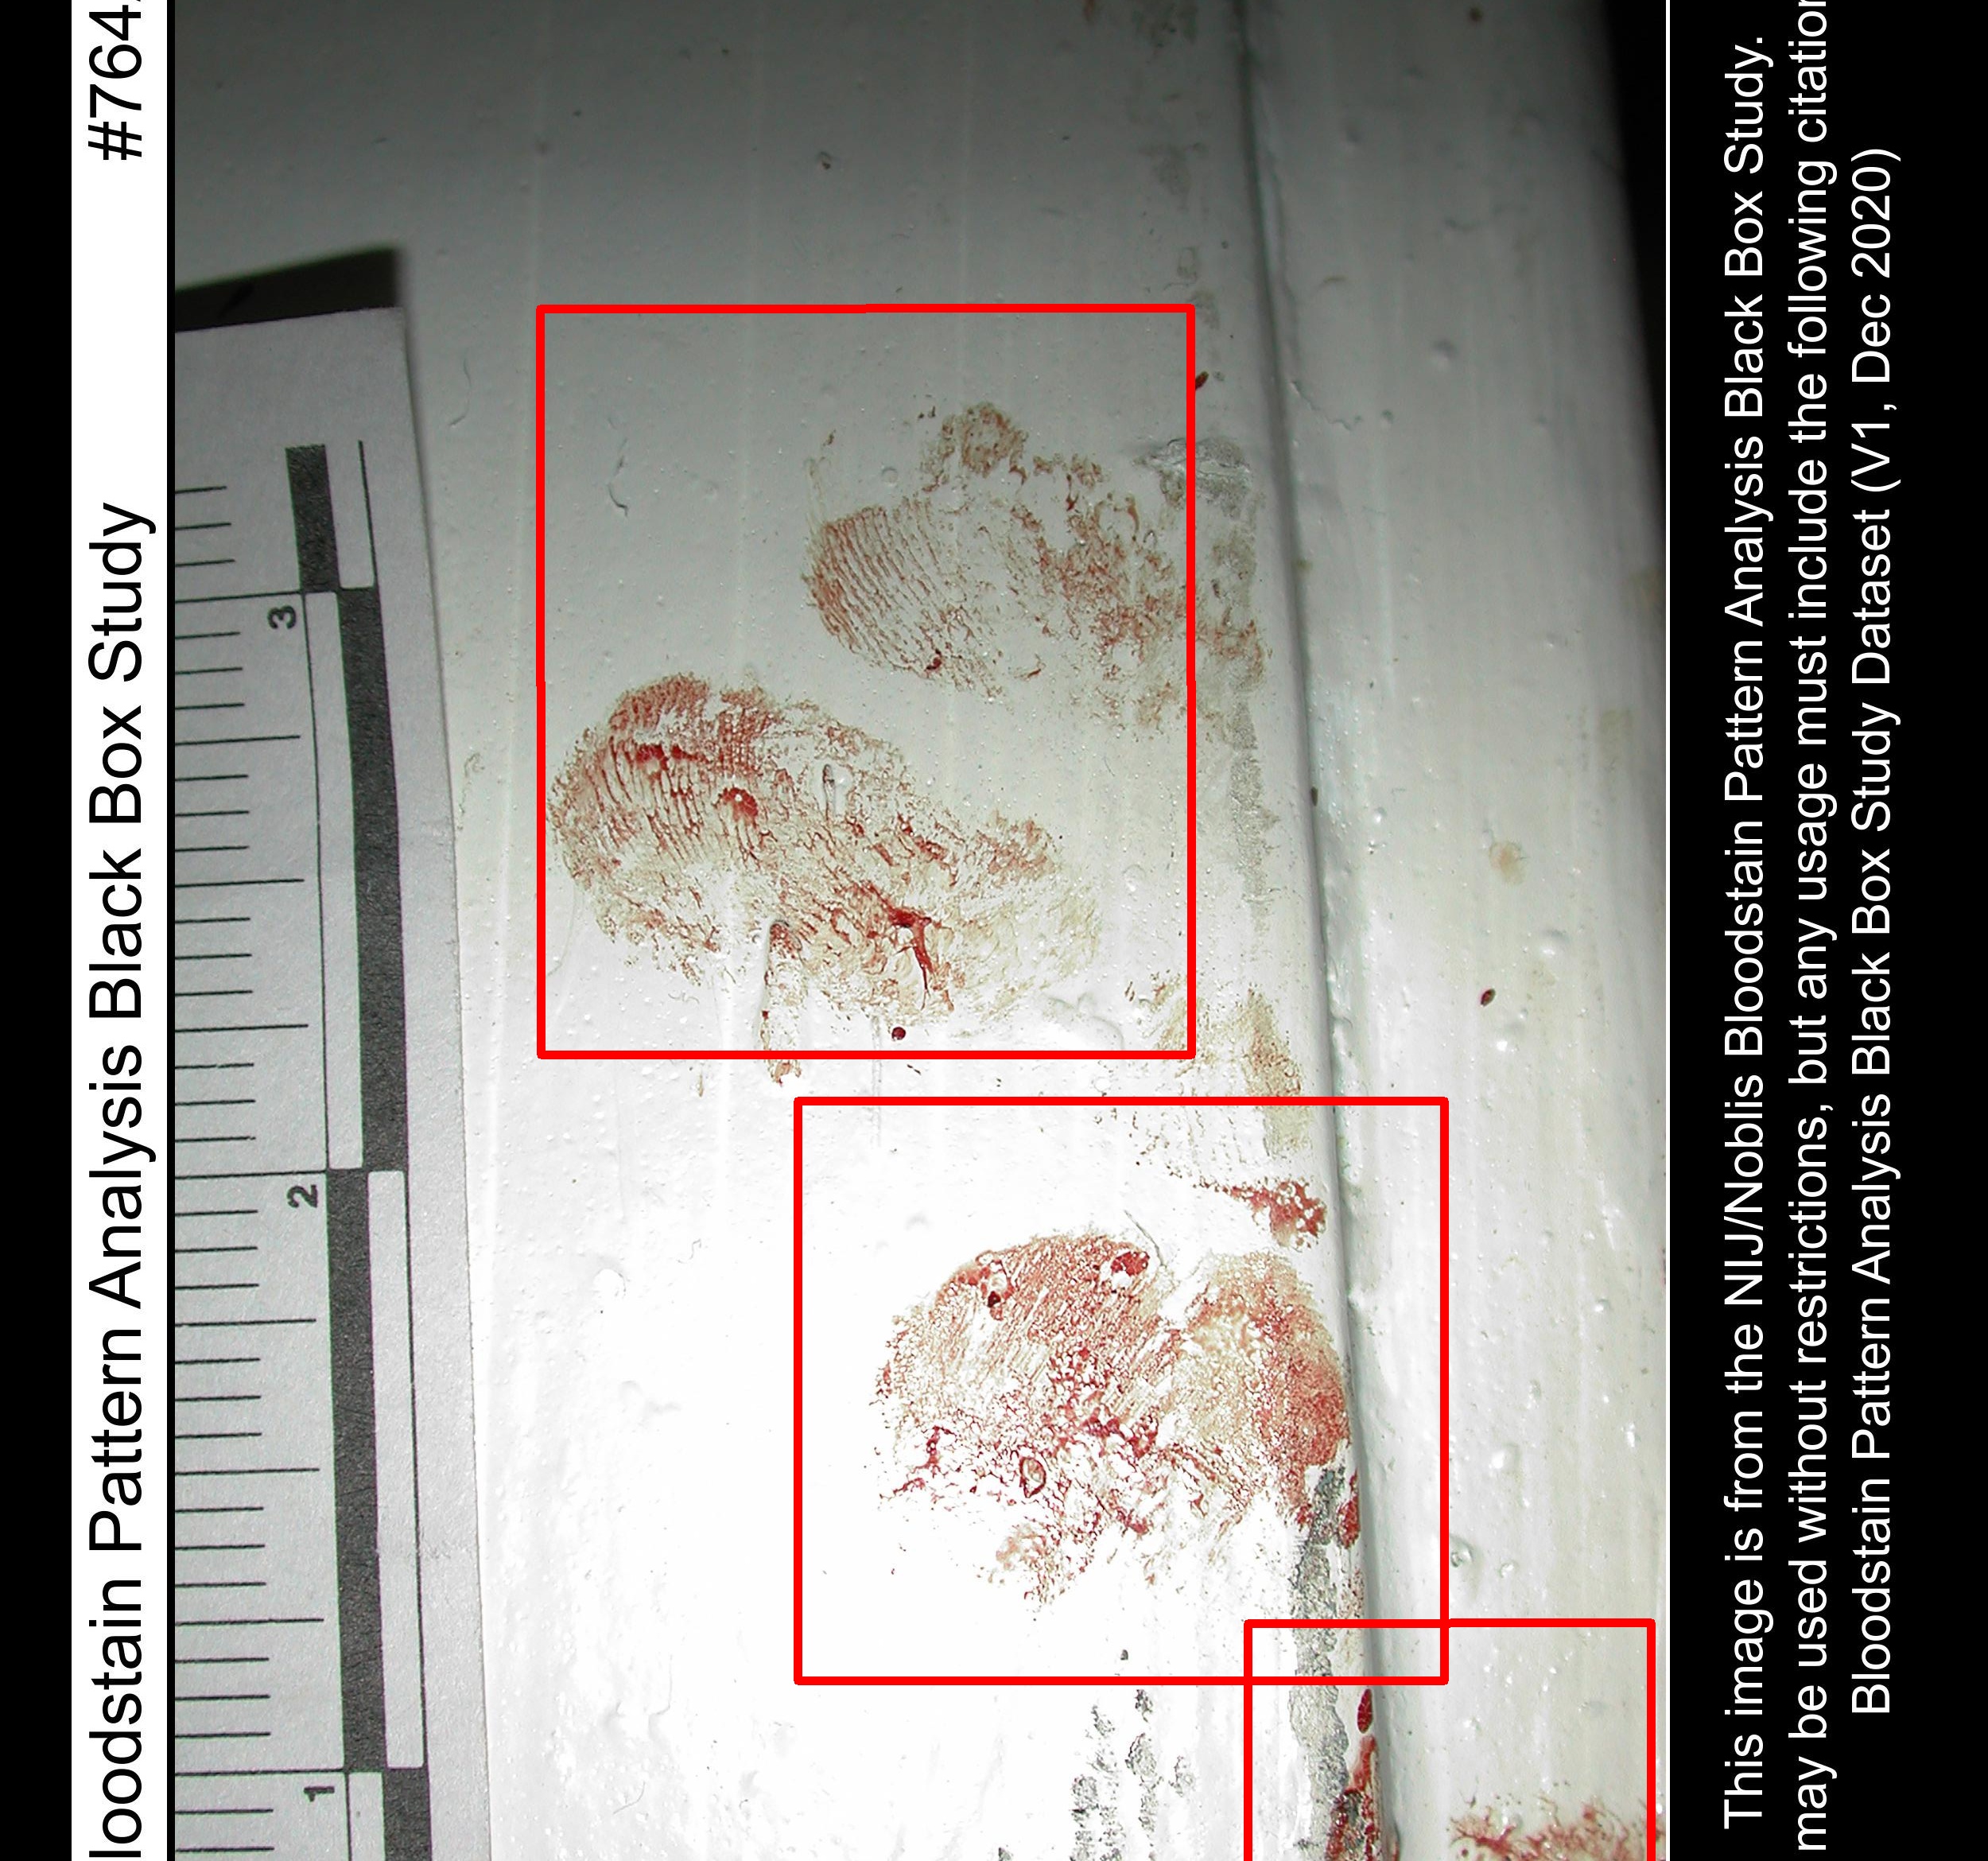 loodstain Pattern Analysis Black Box Study #764
3
2
1
This image is from the NIJ/Noblis Bloodstain Pattern Analysis Black Box Study.
may be used without restrictions, but any usage must include the following
Bloodstain Pattern Analysis Black Box Study Dataset (V1, Dec 2020)